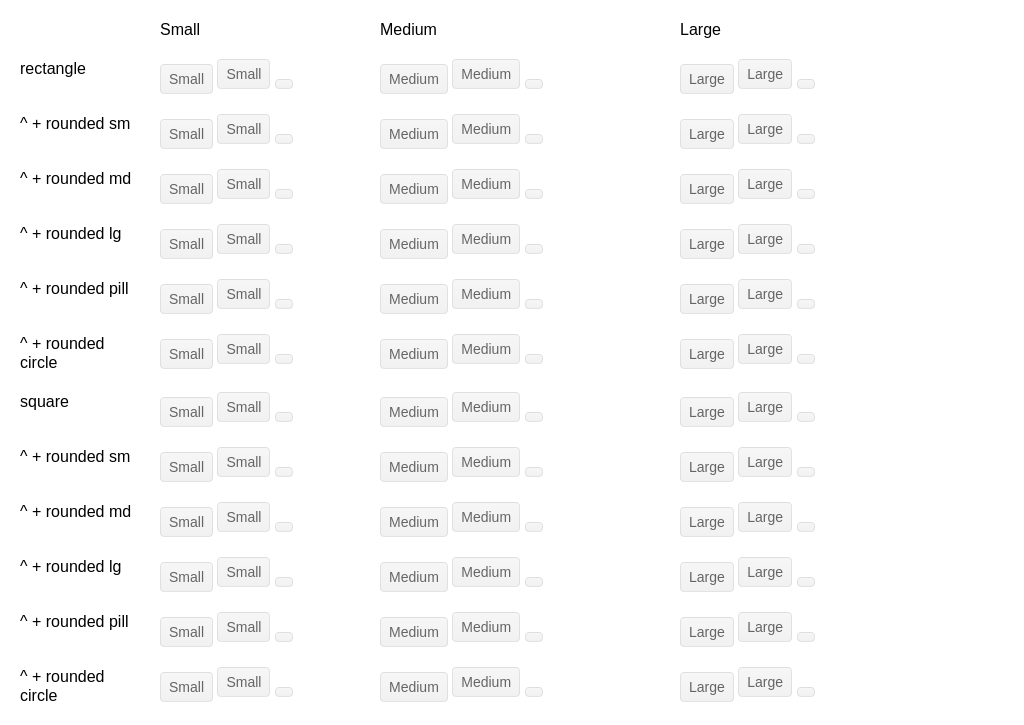 Small Medium Large
rectangle Small Small Medium Medium Large Large
^ + rounded sm Small Small Medium Medium Large Large
^ + rounded md Small Small Medium Medium Large Large
^ + rounded lg Small Small Medium Medium Large Large
^ + rounded pill Small Small Medium Medium Large Large
^ + rounded Small Small Medium Medium Large Large
circle
square Small Small Medium Medium Large Large
^ + rounded sm Small Small Medium Medium Large Large
^ + rounded md Small Small Medium Medium Large Large
^ + rounded lg Small Small Medium Medium Large Large
^ + rounded pill Small Small Medium Medium Large Large
^ + rounded Small Small Medium Medium Large Large
circle